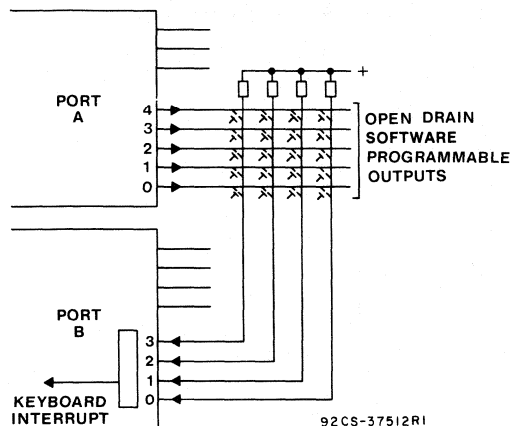 PORT
A
4
3
2
1
0
+
OPEN DRAIN
SOFTWARE
PROGRAMMABLE
OUTPUTS
PORT
B
3
2
1
0
KEYBOARD
INTERRUPT
92CS-37512R1